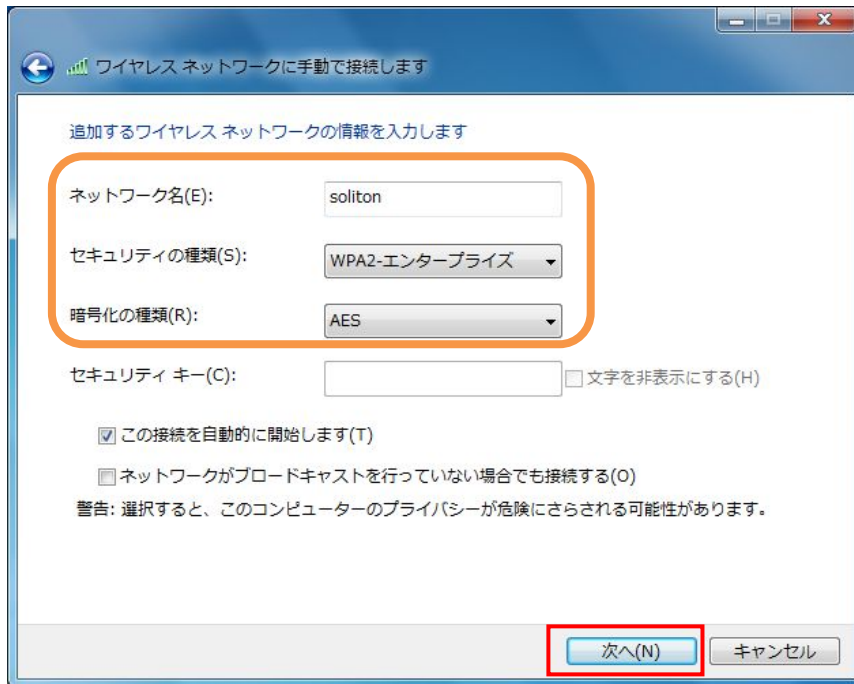 ワイヤレス ネットワークに手動で接続します
追加するワイヤレス ネットワークの情報を入力します
ネットワーク名(E): soliton
セキュリティの種類(S): WPA2-エンタープライズ
暗号化の種類(R): AES
セキュリティ キー(C): 文字を非表示にする(H)
この接続を自動的に開始します(T)
ネットワークがブロードキャストを行っていない場合でも接続する(O)
警告: 選択すると、このコンピューターのプライバシーが危険にさらされる可能性があります。
次へ(N) キャンセル